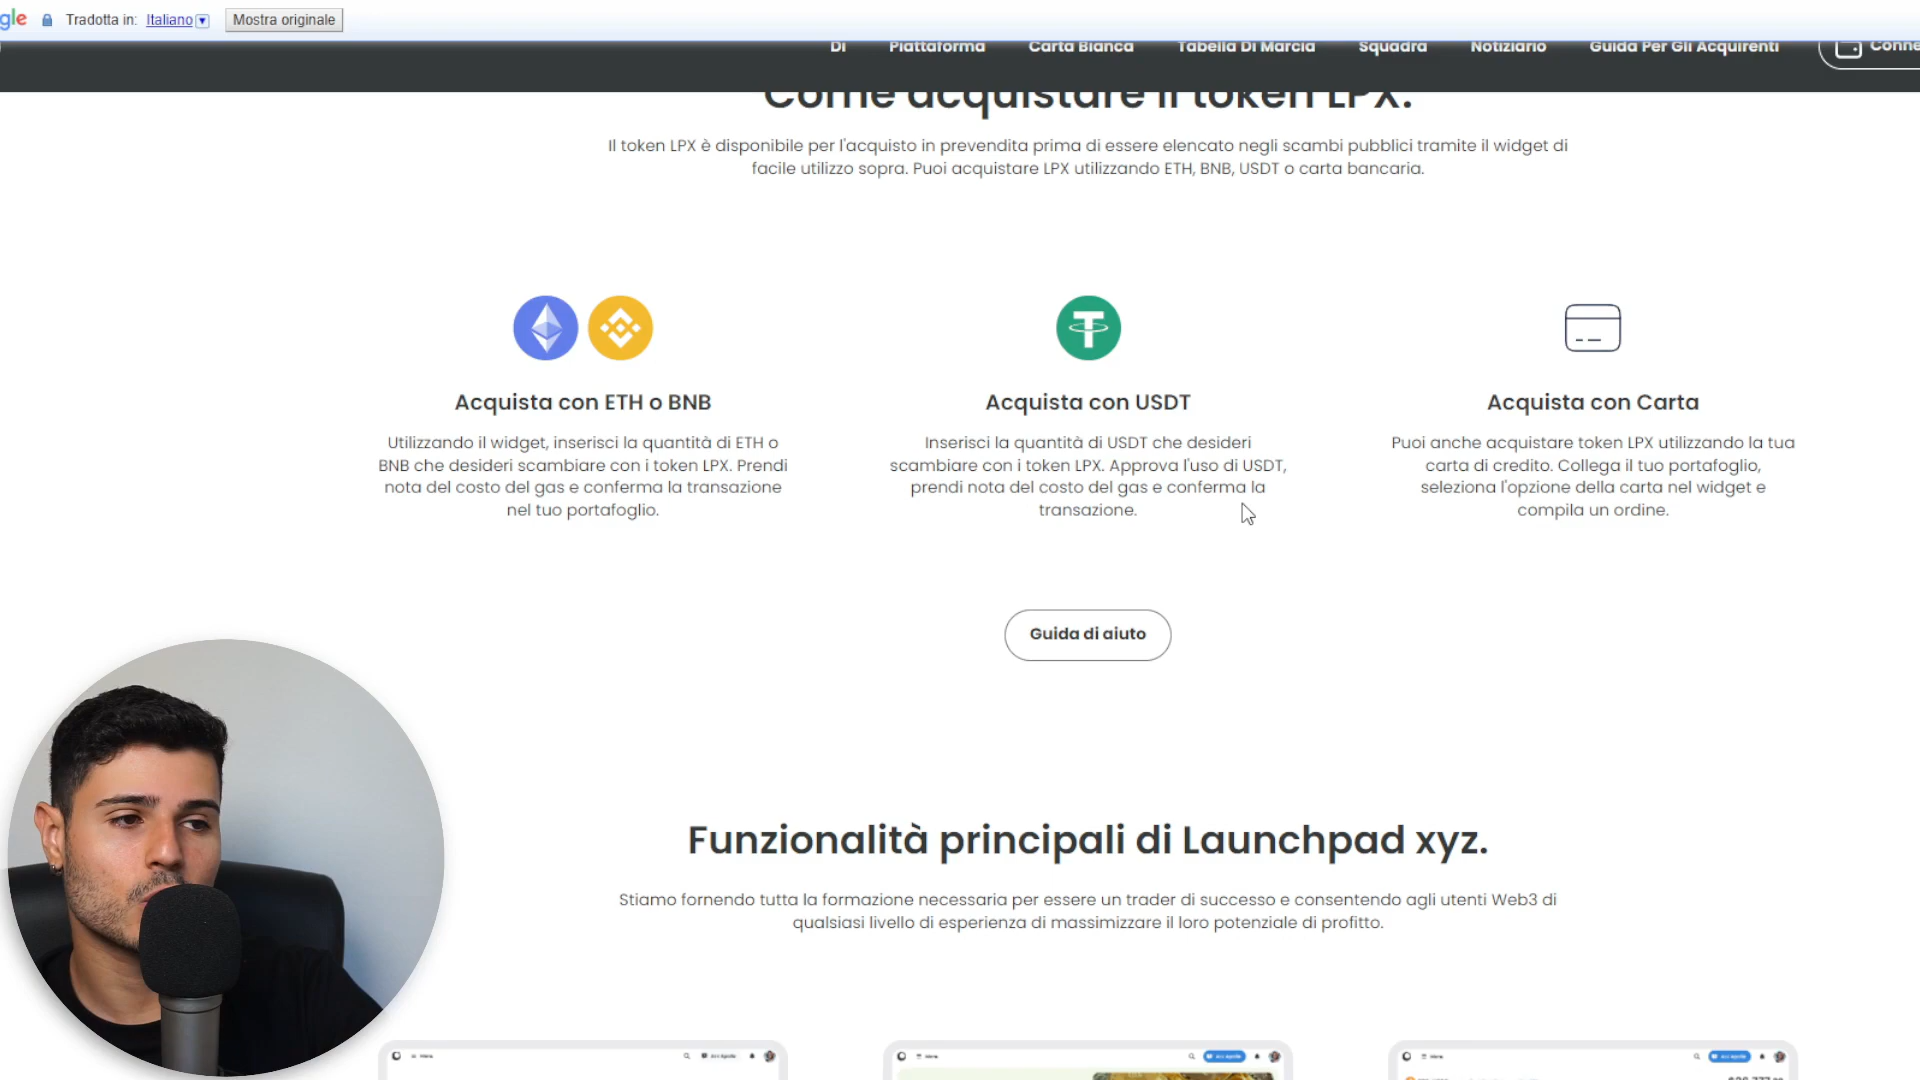 gle Tradotta in: Italiano Mostra originale
Di Piattaforma Carta Bianca Tabella Di Marcia Squadra Notiziario Guida Per Gli Acquirenti Conne
Come acquistare il token LPX.
Il token LPX è disponibile per l'acquisto in prevendita prima di essere elencato negli scambi pubblici tramite il widget di
facile utilizzo sopra. Puoi acquistare LPX utilizzando ETH, BNB, USDT o carta bancaria.
Acquista con ETH o BNB
Utilizzando il widget, inserisci la quantità di ETH o
BNB che desideri scambiare con i token LPX. Prendi
nota del costo del gas e conferma la transazione
nel tuo portafoglio.
Acquista con USDT
Inserisci la quantità di USDT che desideri
scambiare con i token LPX. Approva l'uso di USDT,
prendi nota del costo del gas e conferma la
transazione.
Acquista con Carta
Puoi anche acquistare token LPX utilizzando la tua
carta di credito. Collega il tuo portafoglio,
seleziona l'opzione della carta nel widget e
compila un ordine.
Guida di aiuto
Funzionalità principali di Launchpad xyz.
Stiamo fornendo tutta la formazione necessaria per essere un trader di successo e consentendo agli utenti Web3 di
qualsiasi livello di esperienza di massimizzare il loro potenziale di profitto.